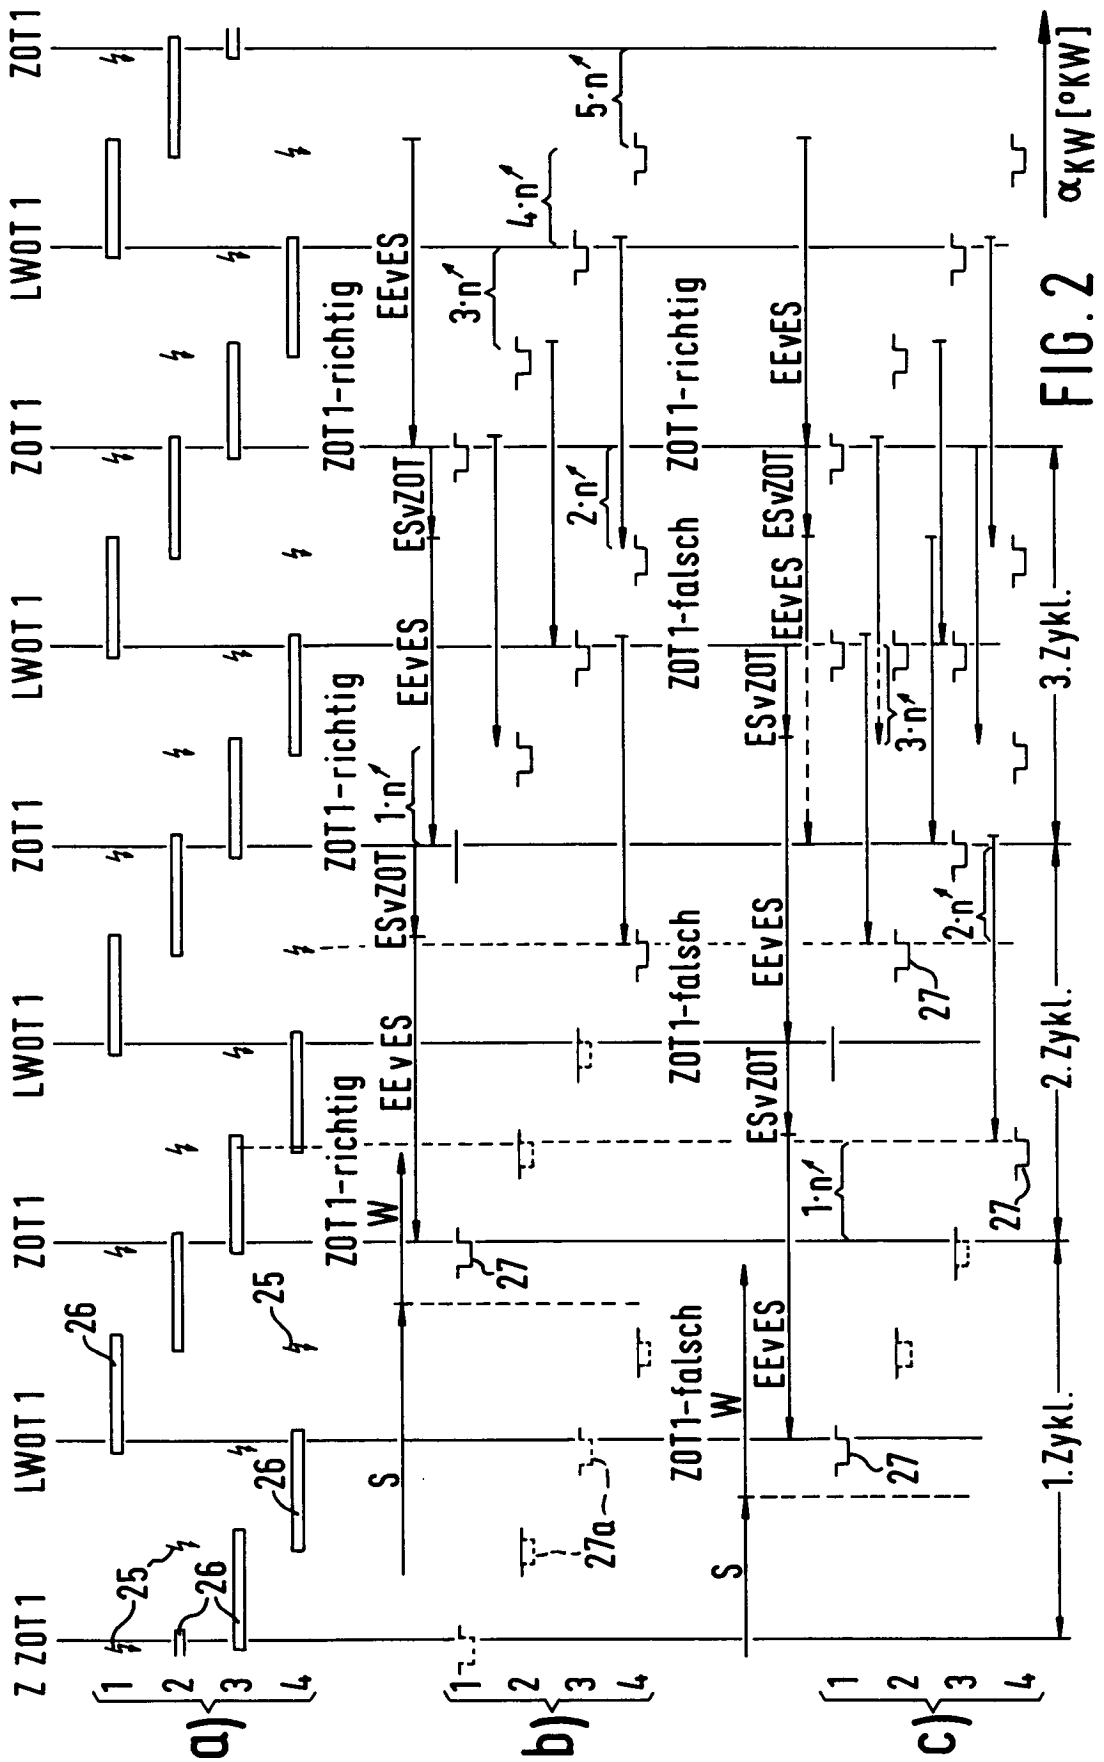 Z ZOT1 LWOT1 ZOT1 LWOT1 ZOT1 LWOT1 ZOT1 LWOT1 ZOT1
a)
1
2
3
4
25
25
26
26
26
25
b)
1
2
3
4
S
W
ZOT1-richtig
EEvES
ESvZOT
ZOT1-richtig
1·n
EEvES
ESvZOT
ZOT1-richtig
EEvES
27
27a
2·n
3·n
4·n
5·n
c)
1
2
3
4
S
W
ZOT1-falsch
EEvES
ESvZOT
ZOT1-falsch
EEvES
ESvZOT
ZOT1-falsch
EEvES
ESvZOT
ZOT1-richtig
EEvES
27
1·n
27
27
2·n
3·n
1.Zykl.
2.Zykl.
3.Zykl.
αKW [°KW]
FIG. 2